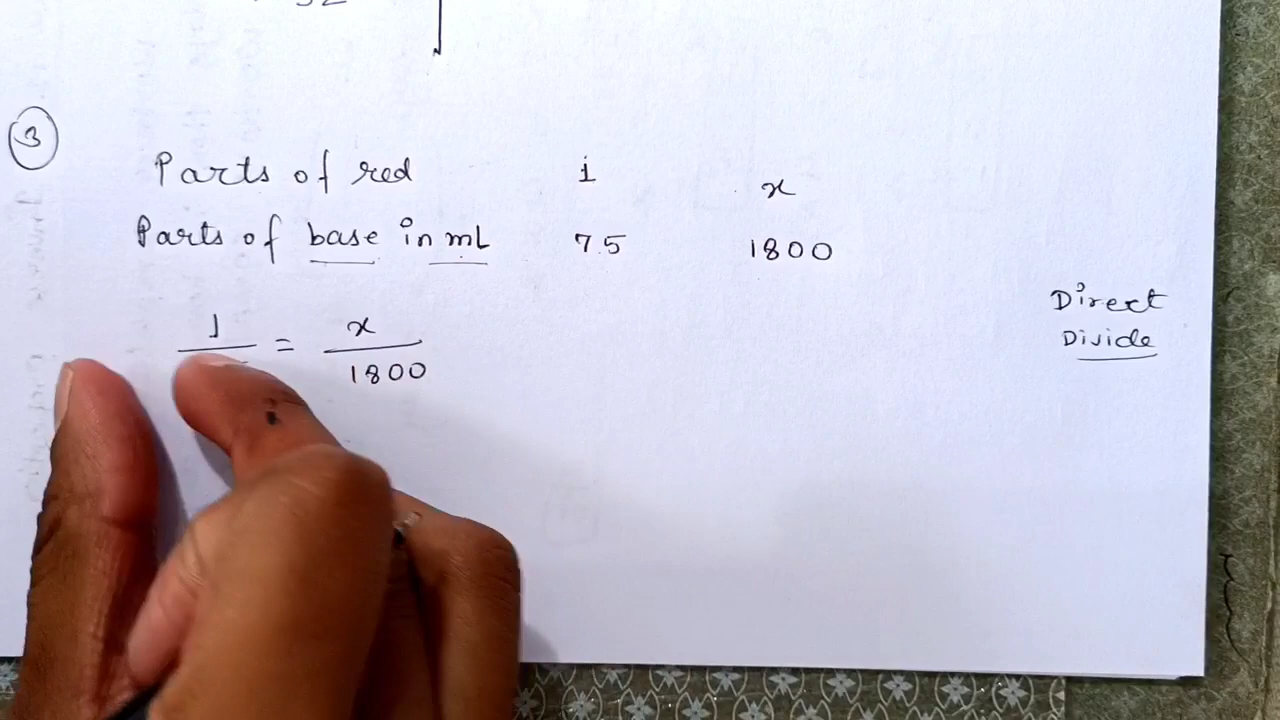 3
Parts of red 1 x
Parts of base in mL 75 1800
Direct
Divide
1 = x
1800